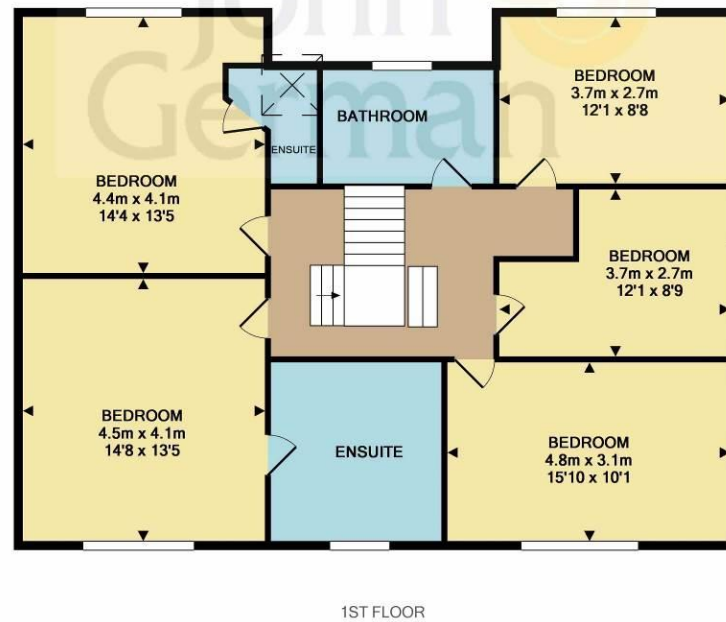 John
German
BEDROOM
4.4m x 4.1m
14'4 x 13'5
ENSUITE
BATHROOM
BEDROOM
3.7m x 2.7m
12'1 x 8'8
BEDROOM
3.7m x 2.7m
12'1 x 8'9
BEDROOM
4.5m x 4.1m
14'8 x 13'5
ENSUITE
BEDROOM
4.8m x 3.1m
15'10 x 10'1
1ST FLOOR